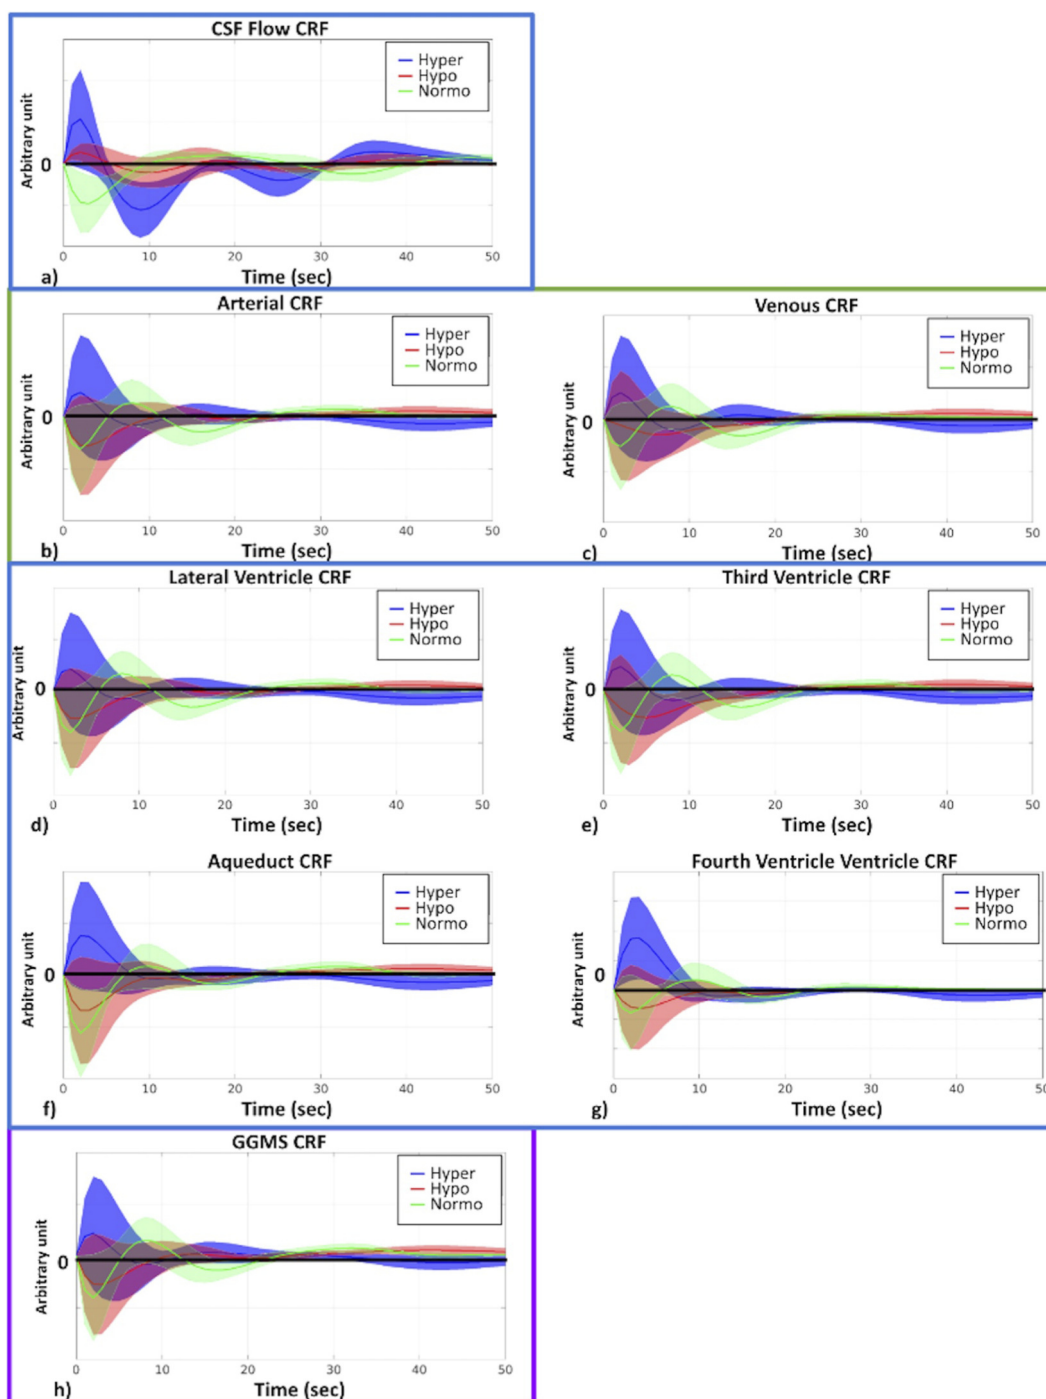 CSF Flow CRF
Hyper
Hypo
Normo
Arbitrary unit
0
0 10 20 30 40 50
a) Time (sec)
Arterial CRF
Hyper
Hypo
Normo
Arbitrary unit
0
0 10 20 30 40 50
b) Time (sec)
Venous CRF
Hyper
Hypo
Normo
Arbitrary unit
0
0 10 20 30 40 50
c) Time (sec)
Lateral Ventricle CRF
Hyper
Hypo
Normo
Arbitrary unit
0
0 10 20 30 40 50
d) Time (sec)
Third Ventricle CRF
Hyper
Hypo
Normo
Arbitrary unit
0
0 10 20 30 40 50
e) Time (sec)
Aqueduct CRF
Hyper
Hypo
Normo
Arbitrary unit
0
0 10 20 30 40 50
f) Time (sec)
Fourth Ventricle Ventricle CRF
Hyper
Hypo
Normo
Arbitrary unit
0
0 10 20 30 40 50
g) Time (sec)
GGMS CRF
Hyper
Hypo
Normo
Arbitrary unit
0
0 10 20 30 40 50
h) Time (sec)